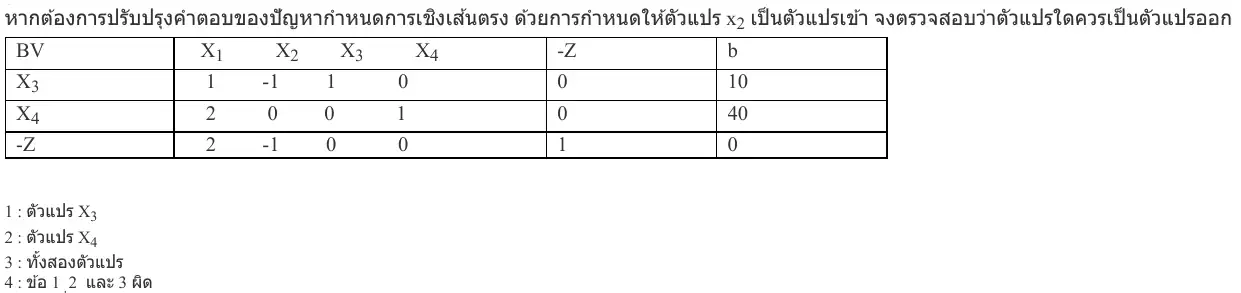 หากต้องการปรับปรุงคำตอบของปัญหากำหนดการเชิงเส้นตรง ด้วยการกำหนดให้ตัวแปร x2 เป็นตัวแปรเข้า จงตรวจสอบว่าตัวแปรใดควรเป็นตัวแปรออก
BV X1 X2 X3 X4 -Z b
X3 1 -1 1 0 0 10
X4 2 0 0 1 0 40
-Z 2 -1 0 0 1 0
1 : ตัวแปร X3
2 : ตัวแปร X4
3 : ทั้งสองตัวแปร
4 : ข้อ 1 ,2 และ 3 ผิด